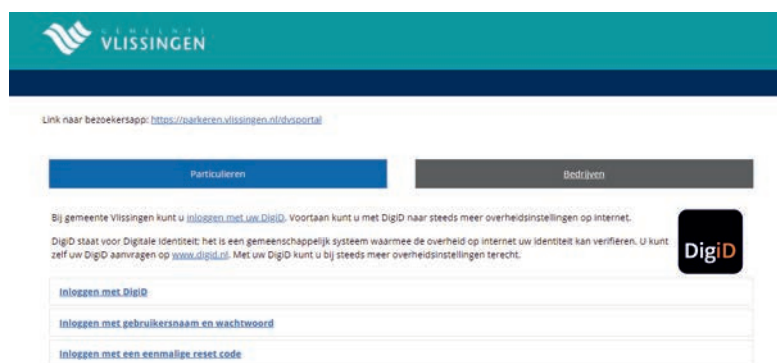 GEMEENTE
VLISSINGEN
Link naar bezoekersapp: https://parkeren.vlissingen.nl/dvsportal
Particulieren
Bedrijven
Bij gemeente Vlissingen kunt u inloggen met uw DigiD. Voortaan kunt u met DigiD naar steeds meer overheidsinstellingen op internet.
DigiD staat voor Digitale Identiteit; het is een gemeenschappelijk systeem waarmee de overheid op internet uw identiteit kan verifiëren. U kunt
zelf uw DigiD aanvragen op www.digid.nl. Met uw DigiD kunt u bij steeds meer overheidsinstellingen terecht.
DigiD
Inloggen met DigiD
Inloggen met gebruikersnaam en wachtwoord
Inloggen met een eenmalige reset code